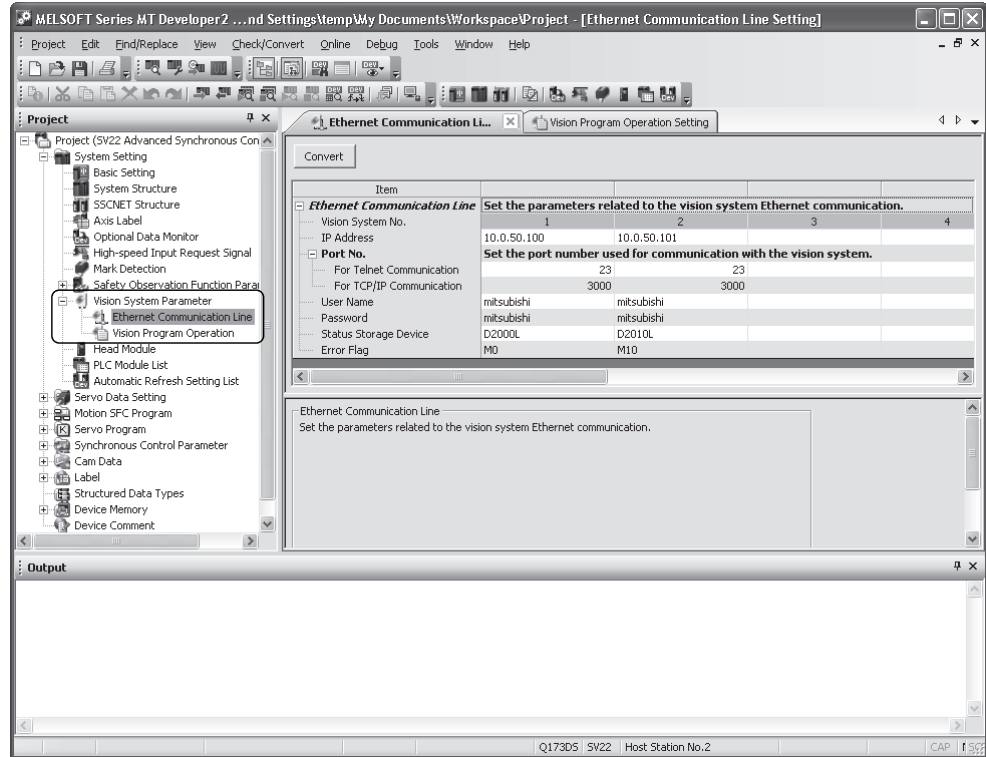 MELSOFT Series MT Developer2 ...nd Settings\temp\My Documents\Workspace\Project - [Ethernet Communication Line Setting]
Project Edit Find/Replace View Check/Convert Online Debug Tools Window Help
Project
Ethernet Communication Li...
Vision Program Operation Setting
Project (SV22 Advanced Synchronous Con
System Setting
Basic Setting
System Structure
SSCNET Structure
Axis Label
Optional Data Monitor
High-speed Input Request Signal
Mark Detection
Safety Observation Function Parai
Vision System Parameter
Ethernet Communication Line
Vision Program Operation
Head Module
PLC Module List
Automatic Refresh Setting List
Servo Data Setting
Motion SFC Program
Servo Program
Synchronous Control Parameter
Cam Data
Label
Structured Data Types
Device Memory
Device Comment
Convert
Item
Ethernet Communication Line Set the parameters related to the vision system Ethernet communication.
Vision System No. 1 2 3 4
IP Address 10.0.50.100 10.0.50.101
Port No. Set the port number used for communication with the vision system.
For Telnet Communication 23 23
For TCP/IP Communication 3000 3000
User Name mitsubishi mitsubishi
Password mitsubishi mitsubishi
Status Storage Device D2000L D2010L
Error Flag M0 M10
Ethernet Communication Line
Set the parameters related to the vision system Ethernet communication.
Output
Q173DS SV22 Host Station No.2 CAP